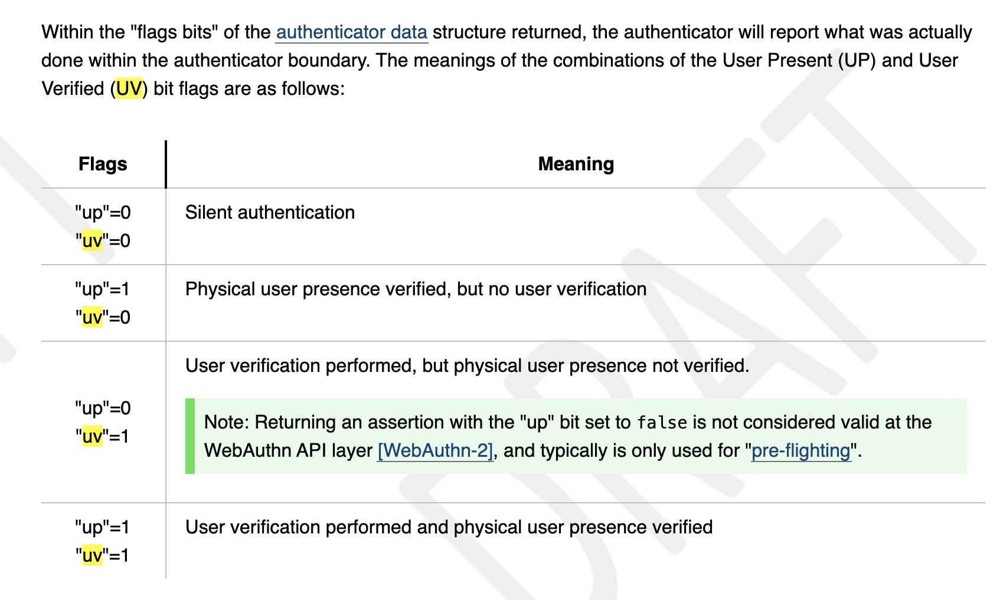 Within the "flags bits" of the authenticator data structure returned, the authenticator will report what was actually
done within the authenticator boundary. The meanings of the combinations of the User Present (UP) and User
Verified (UV) bit flags are as follows:
Flags
Meaning
"up"=0
"uv"=0
Silent authentication
"up"=1
"uv"=0
Physical user presence verified, but no user verification
"up"=0
"uv"=1
User verification performed, but physical user presence not verified.
Note: Returning an assertion with the "up" bit set to false is not considered valid at the
WebAuthn API layer [WebAuthn-2], and typically is only used for "pre-flighting".
"up"=1
"uv"=1
User verification performed and physical user presence verified
DRAFT